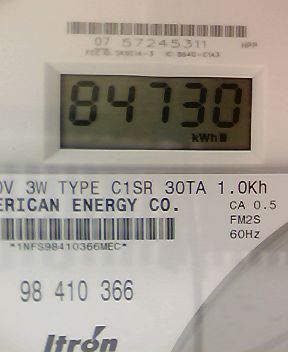 07 57245311 HPP
84730
kWh
0V 3W TYPE C1SR 30TA 1.0Kh
ERICAN ENERGY CO. CA 0.5
FM2S
*1NFS98410366MEC* 60Hz
98 410 366
Itron